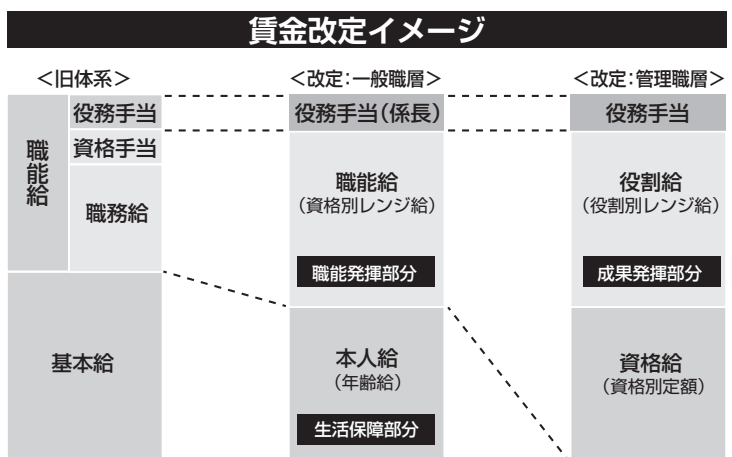 賃金改定イメージ
＜旧体系＞
職能給
役務手当
資格手当
職務給
基本給
＜改定：一般職層＞
役務手当（係長）
職能給
（資格別レンジ給）
職能発揮部分
本人給
（年齢給）
生活保障部分
＜改定：管理職層＞
役務手当
役割給
（役割別レンジ給）
成果発揮部分
資格給
（資格別定額）